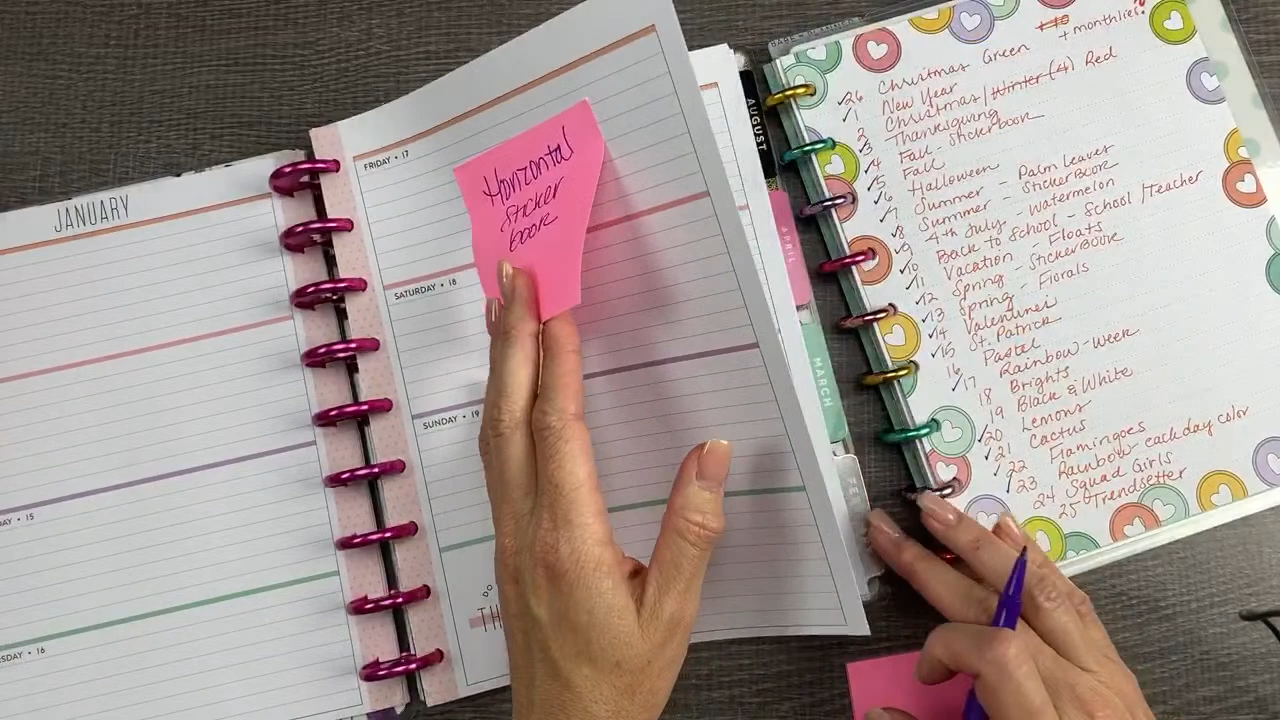 JANUARY
15
16
FRIDAY • 17
SATURDAY • 18
SUNDAY • 19
TH
Horizontal
Sticker
book
AUGUST
APRIL
MARCH
+ monthlies?
26 Christmas Green
1 New Year
2 Christmas/Winter (4) Red
3 Thanksgiving
4 Fall - Stickerbook
5 Fall
6 Halloween
7 Summer - Palm leaves
8 Summer - StickerBook
9 4th July - watermelon
10 Back to School - School /Teacher
11 Vacation - Floats
12 Spring - StickerBook
13 Spring - Florals
14 Valentines
15 St. Patrick
16 Pastel
17 Rainbow - week
18 Brights
19 Black & White
20 Lemons
21 Cactus
22 Flamingoes
23 Rainbow - each day color
24 Squad Girls
25 Trendsetter